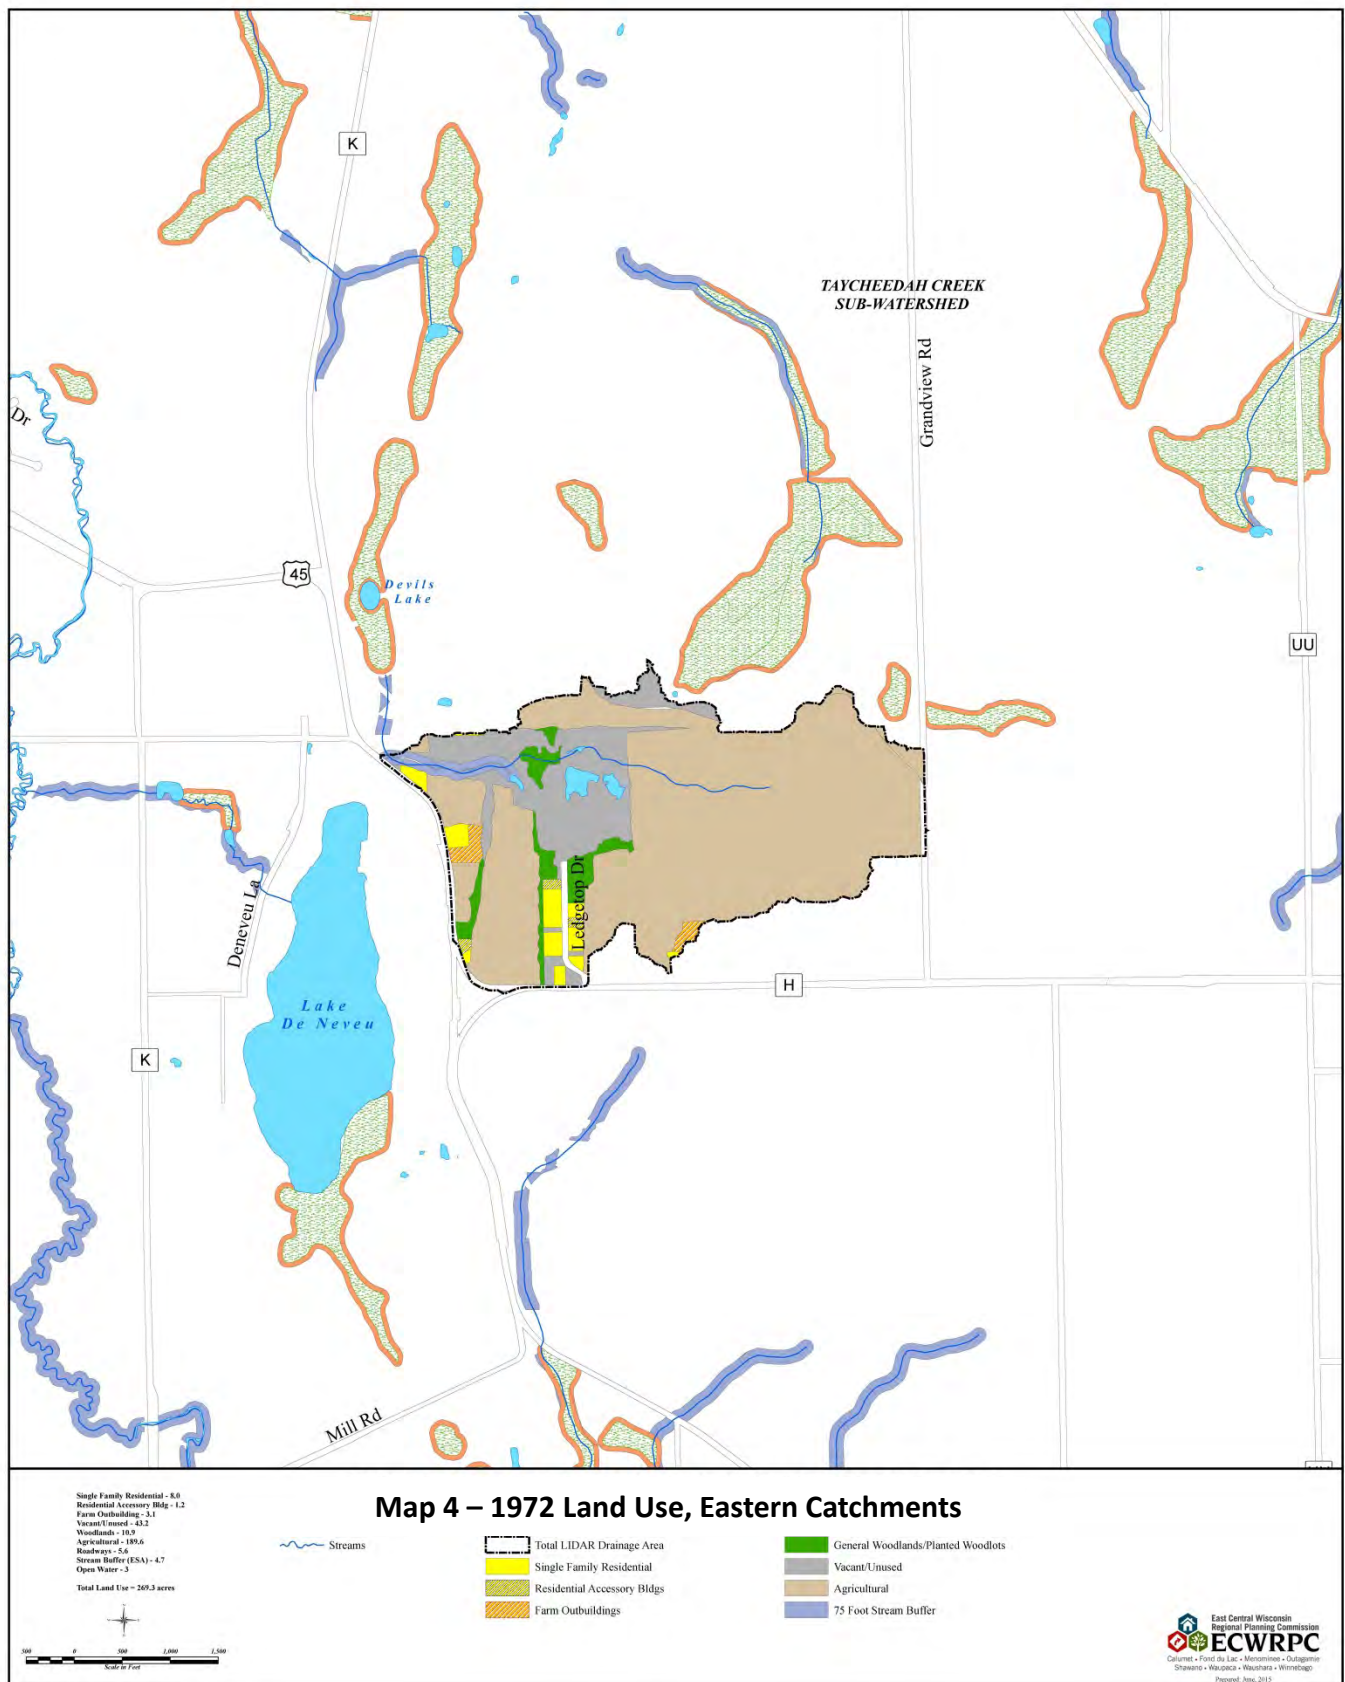 K
TAYCHEEDAH CREEK
SUB-WATERSHED
Grandview Rd
Dr
45
Devils
Lake
UU
Deneveu La
Ledgetop Dr
H
Lake
De Neveu
K
Mill Rd
Map 4 – 1972 Land Use, Eastern Catchments
Single Family Residential - 8.0
Residential Accessory Bldg - 1.2
Farm Outbuilding - 3.1
Vacant/Unused - 43.2
Woodlands - 10.9
Agricultural - 189.6
Roadways - 5.6
Stream Buffer (ESA) - 4.7
Open Water - 3
Total Land Use = 269.3 acres
Streams
Total LIDAR Drainage Area
Single Family Residential
Residential Accessory Bldgs
Farm Outbuildings
General Woodlands/Planted Woodlots
Vacant/Unused
Agricultural
75 Foot Stream Buffer
500 0 500 1,000 1,500
Scale in Feet
East Central Wisconsin
Regional Planning Commission
ECWRPC
Calumet • Fond du Lac • Menominee • Outagamie
Shawano • Waupaca • Waushara • Winnebago
Prepared: June, 2015